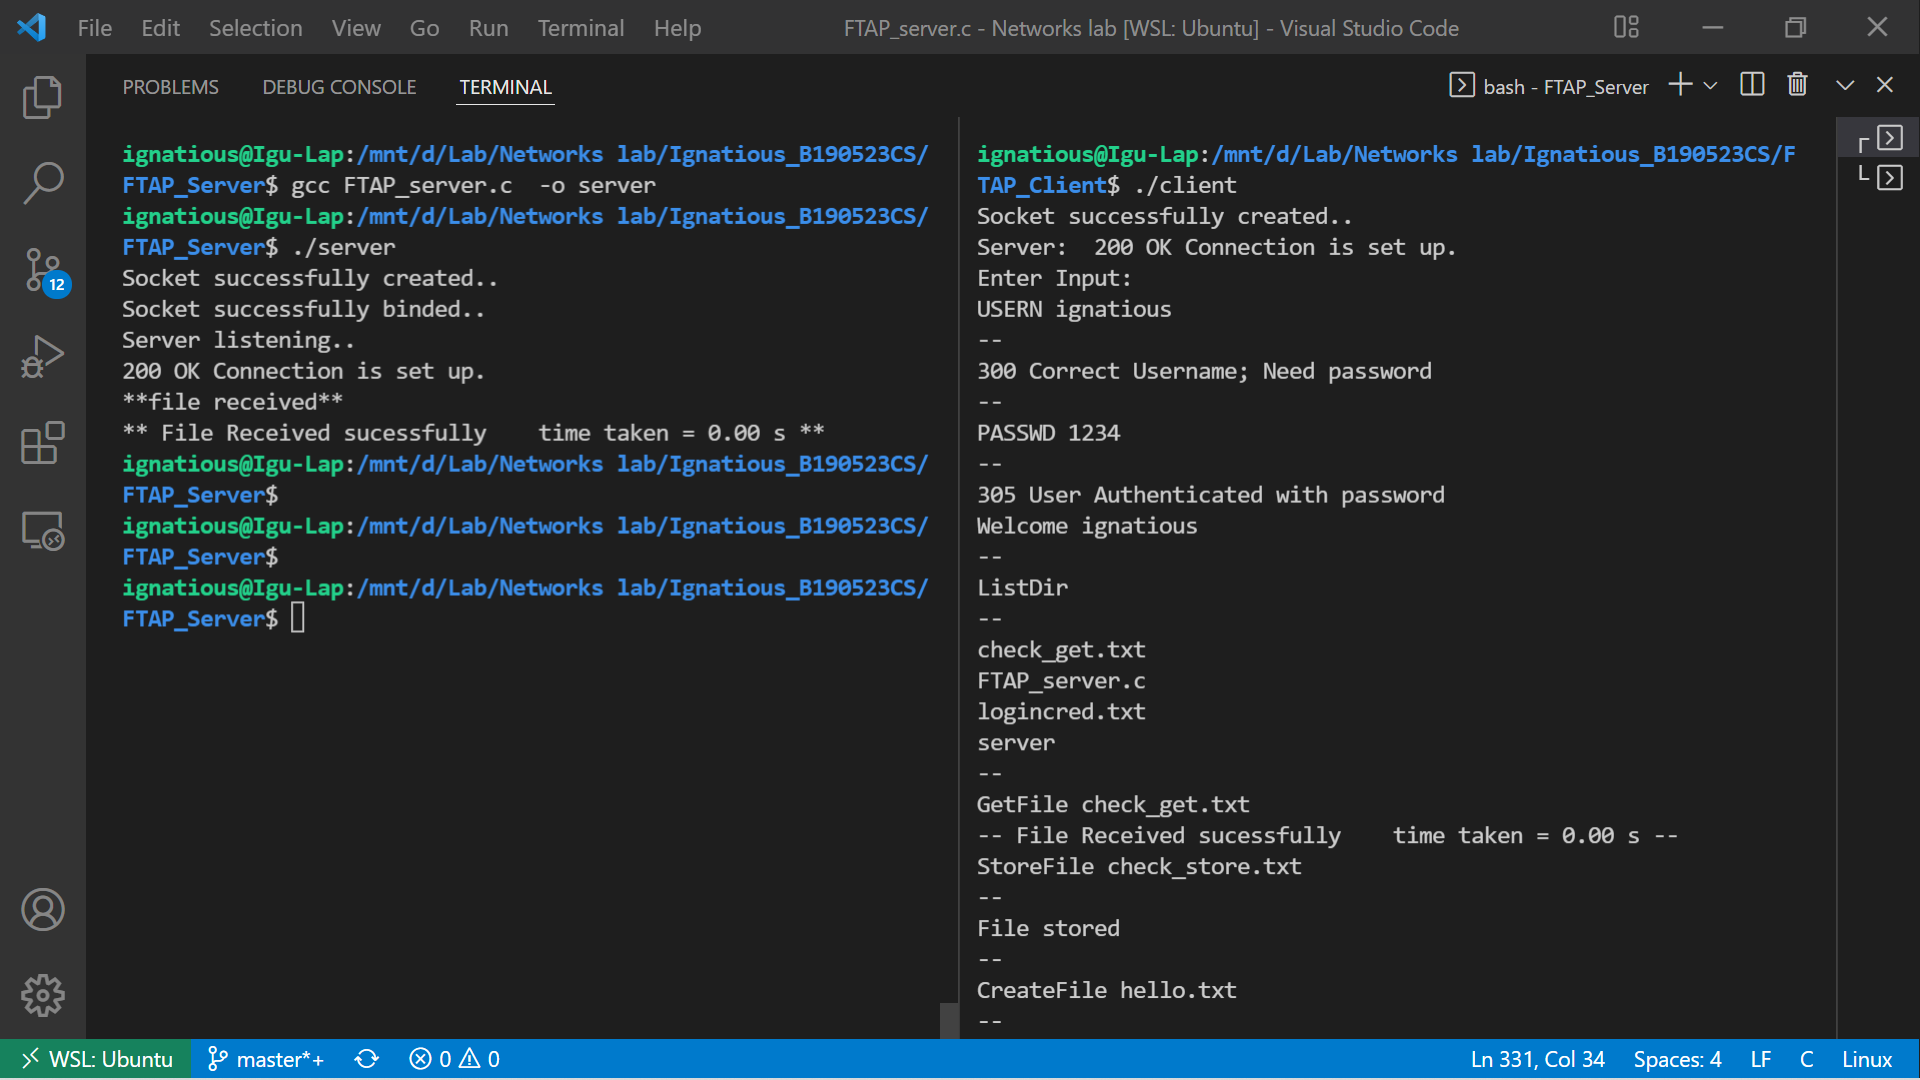 File Edit Selection View Go Run Terminal Help
FTAP_server.c - Networks lab [WSL: Ubuntu] - Visual Studio Code
PROBLEMS DEBUG CONSOLE TERMINAL
bash - FTAP_Server
12
ignatious@Igu-Lap:/mnt/d/Lab/Networks lab/Ignatious_B190523CS/
FTAP_Server$ gcc FTAP_server.c  -o server
ignatious@Igu-Lap:/mnt/d/Lab/Networks lab/Ignatious_B190523CS/
FTAP_Server$ ./server
Socket successfully created..
Socket successfully binded..
Server listening..
200 OK Connection is set up.
**file received**
** File Received sucessfully    time taken = 0.00 s **
ignatious@Igu-Lap:/mnt/d/Lab/Networks lab/Ignatious_B190523CS/
FTAP_Server$
ignatious@Igu-Lap:/mnt/d/Lab/Networks lab/Ignatious_B190523CS/
FTAP_Server$
ignatious@Igu-Lap:/mnt/d/Lab/Networks lab/Ignatious_B190523CS/
FTAP_Server$
ignatious@Igu-Lap:/mnt/d/Lab/Networks lab/Ignatious_B190523CS/F
TAP_Client$ ./client
Socket successfully created..
Server:  200 OK Connection is set up.
Enter Input:
USERN ignatious
--
300 Correct Username; Need password
--
PASSWD 1234
--
305 User Authenticated with password
Welcome ignatious
--
ListDir
--
check_get.txt
FTAP_server.c
logincred.txt
server
--
GetFile check_get.txt
-- File Received sucessfully    time taken = 0.00 s --
StoreFile check_store.txt
--
File stored
--
CreateFile hello.txt
--
WSL: Ubuntu master*+ 0 0
Ln 331, Col 34 Spaces: 4 LF C Linux